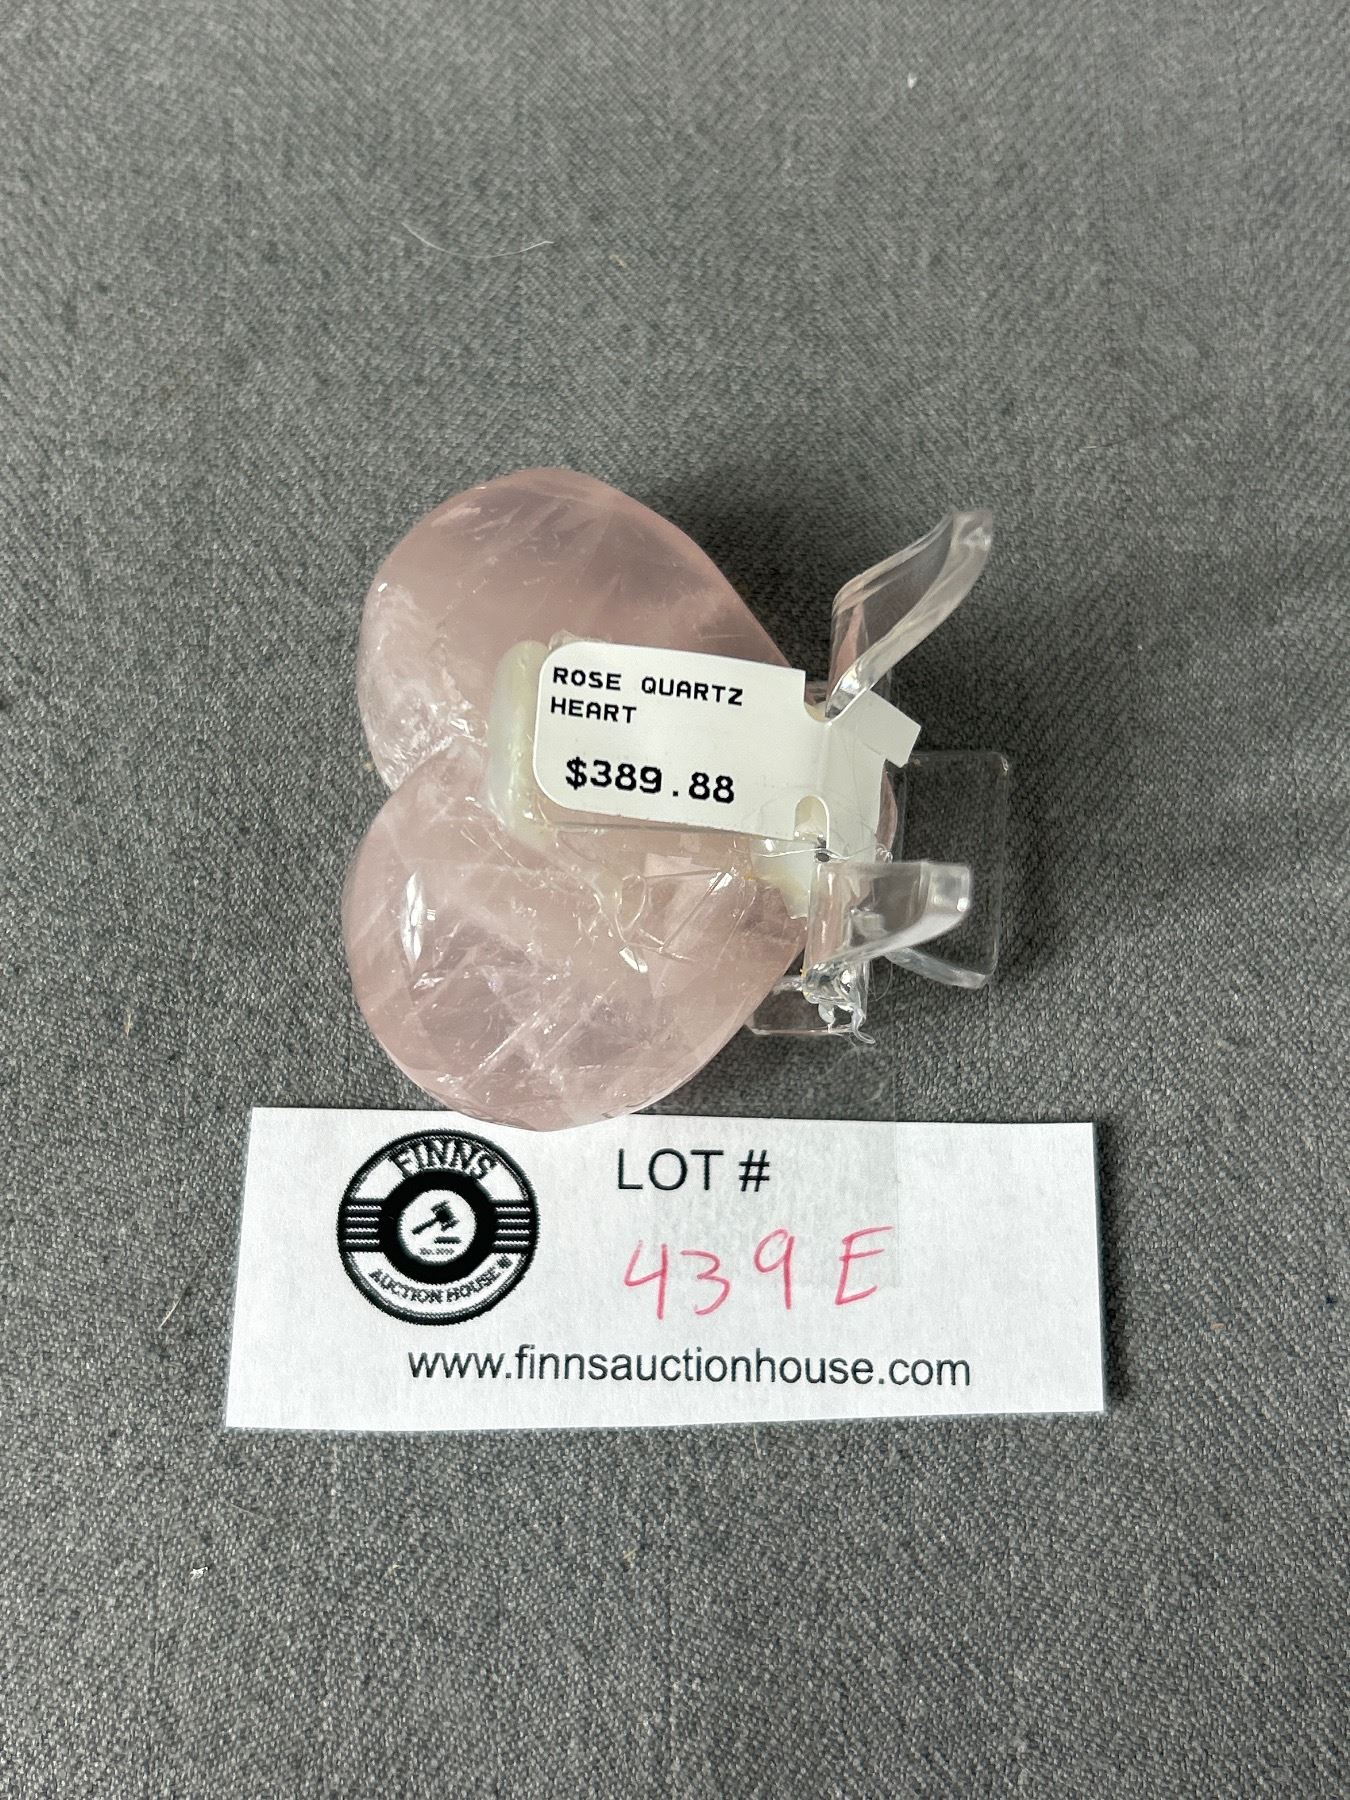 ROSE QUARTZ
HEART
$389.88
FINNS
AUCTION HOUSE
LOT #
439 E
www.finnsauctionhouse.com